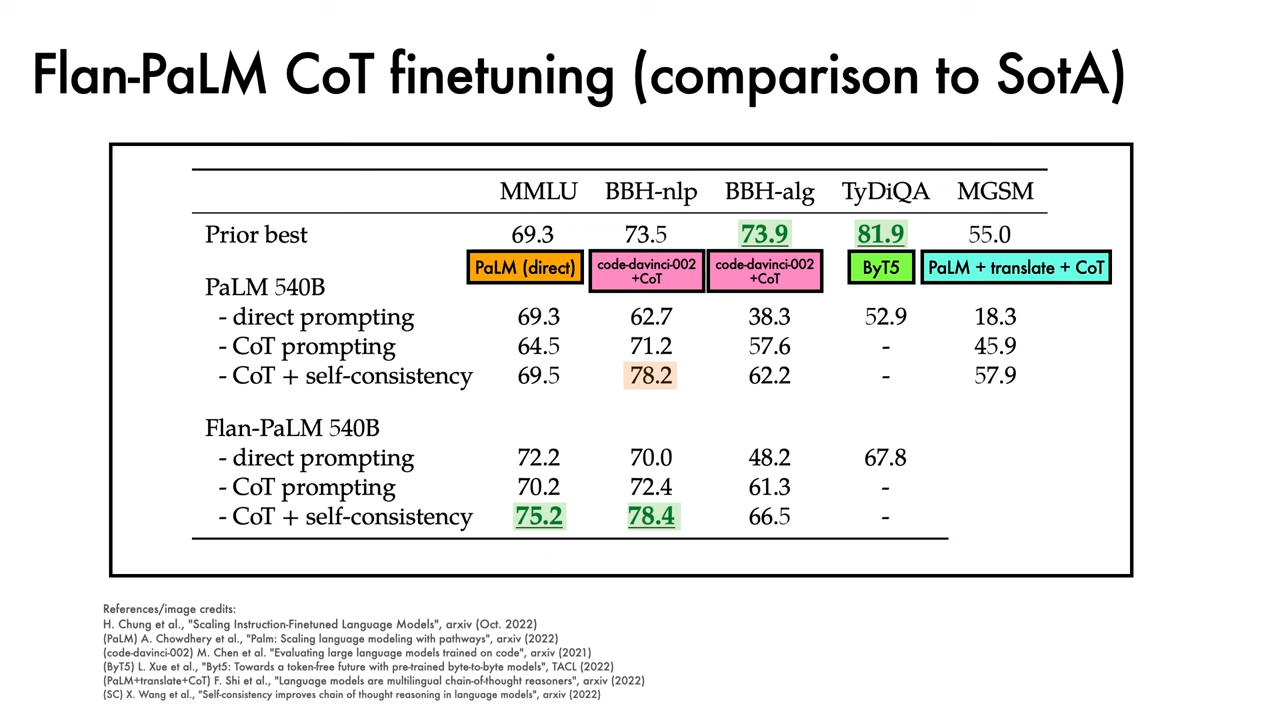 Flan-PaLM CoT finetuning (comparison to SotA)
MMLU BBH-nlp BBH-alg TyDiQA MGSM
Prior best 69.3 73.5 73.9 81.9 55.0
PaLM (direct) code-davinci-002 +CoT code-davinci-002 +CoT ByT5 PaLM + translate + CoT
PaLM 540B
- direct prompting 69.3 62.7 38.3 52.9 18.3
- CoT prompting 64.5 71.2 57.6 - 45.9
- CoT + self-consistency 69.5 78.2 62.2 - 57.9
Flan-PaLM 540B
- direct prompting 72.2 70.0 48.2 67.8
- CoT prompting 70.2 72.4 61.3 -
- CoT + self-consistency 75.2 78.4 66.5 -
References/image credits:
H. Chung et al., "Scaling Instruction-Finetuned Language Models", arxiv (Oct. 2022)
(PaLM) A. Chowdhery et al., "Palm: Scaling language modeling with pathways", arxiv (2022)
(code-davinci-002) M. Chen et al. "Evaluating large language models trained on code", arxiv (2021)
(ByT5) L. Xue et al., "Byt5: Towards a token-free future with pre-trained byte-to-byte models", TACL (2022)
(PaLM+translate+CoT) F. Shi et al., "Language models are multilingual chain-of-thought reasoners", arxiv (2022)
(SC) X. Wang et al., "Self-consistency improves chain of thought reasoning in language models", arxiv (2022)